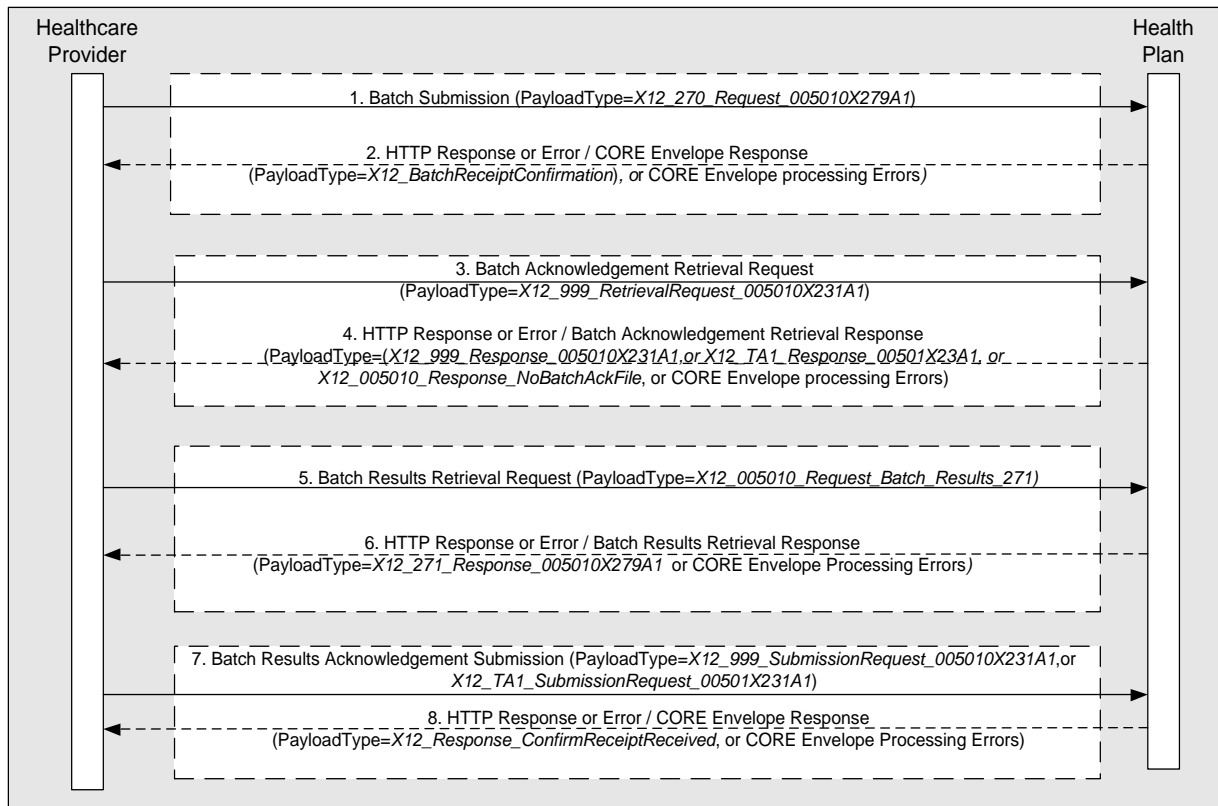 Healthcare
Provider
Health
Plan
1. Batch Submission (PayloadType=X12_270_Request_005010X279A1)
2. HTTP Response or Error / CORE Envelope Response
(PayloadType=X12_BatchReceiptConfirmation), or CORE Envelope processing Errors)
3. Batch Acknowledgement Retrieval Request
(PayloadType=X12_999_RetrievalRequest_005010X231A1)
4. HTTP Response or Error / Batch Acknowledgement Retrieval Response
(PayloadType=(X12_999_Response_005010X231A1,or X12_TA1_Response_00501X23A1, or
X12_005010_Response_NoBatchAckFile, or CORE Envelope processing Errors)
5. Batch Results Retrieval Request (PayloadType=X12_005010_Request_Batch_Results_271)
6. HTTP Response or Error / Batch Results Retrieval Response
(PayloadType=X12_271_Response_005010X279A1 or CORE Envelope Processing Errors)
7. Batch Results Acknowledgement Submission (PayloadType=X12_999_SubmissionRequest_005010X231A1,or
X12_TA1_SubmissionRequest_00501X231A1)
8. HTTP Response or Error / CORE Envelope Response
(PayloadType=X12_Response_ConfirmReceiptReceived, or CORE Envelope Processing Errors)